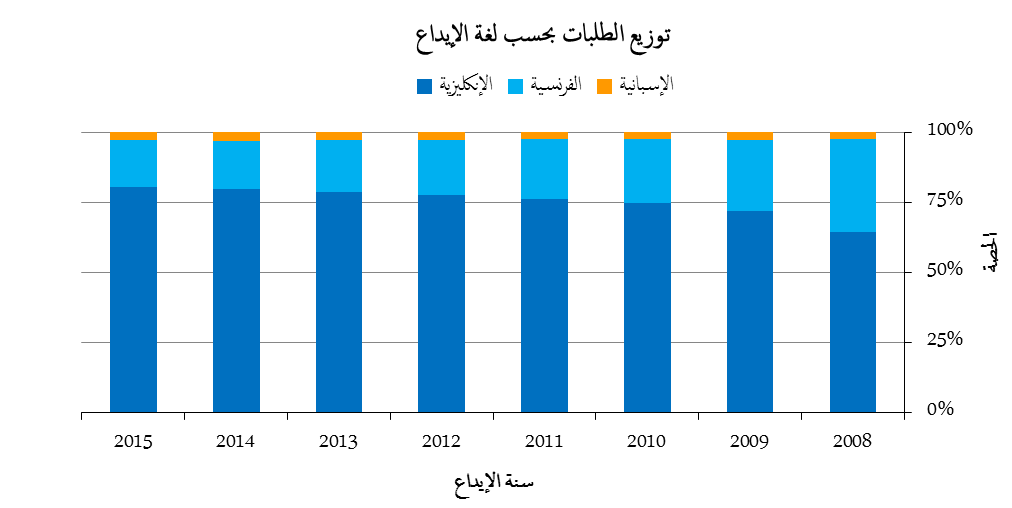 توزيع الطلبات بحسب لغة الإيداع
الإسبانية الفرنسية الإنكليزية
100%
75%
50%
25%
0%
الحصة
2008 2009 2010 2011 2012 2013 2014 2015
سنة الإيداع